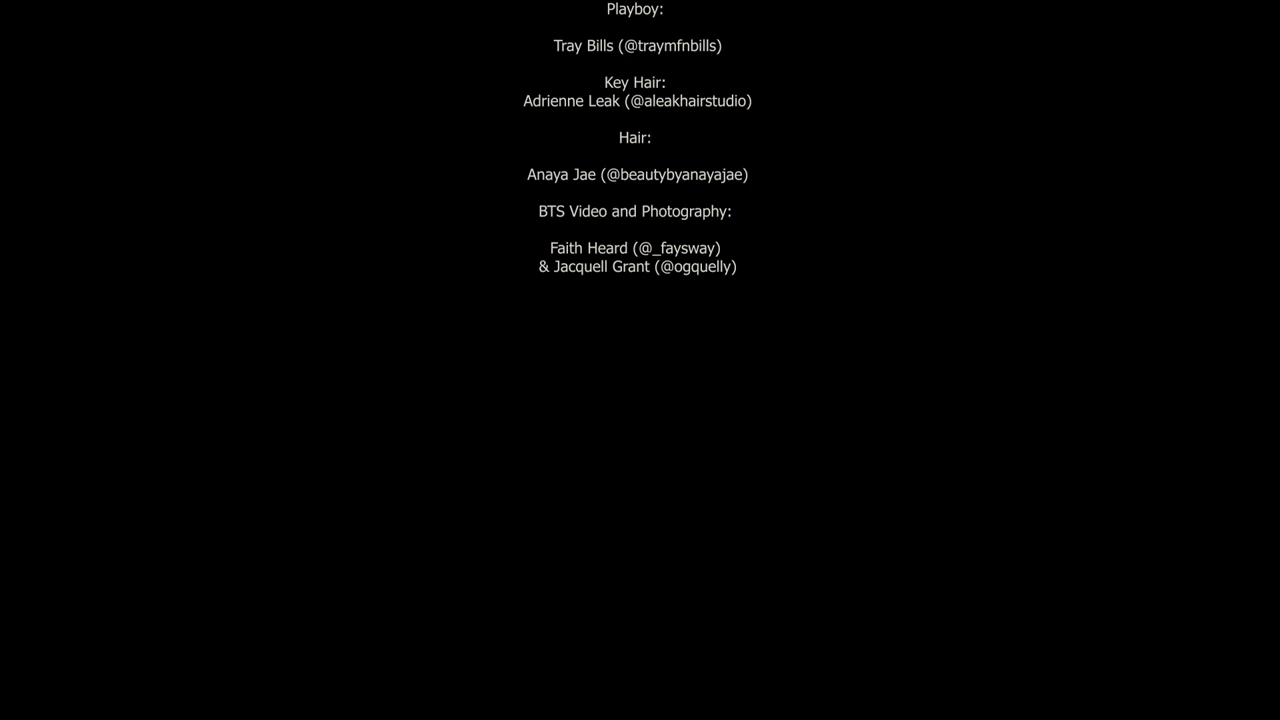 Playboy:
Tray Bills (@traymfnbills)
Key Hair:
Adrienne Leak (@aleakhairstudio)
Hair:
Anaya Jae (@beautybyanayajae)
BTS Video and Photography:
Faith Heard (@_faysway)
& Jacquell Grant (@ogquelly)